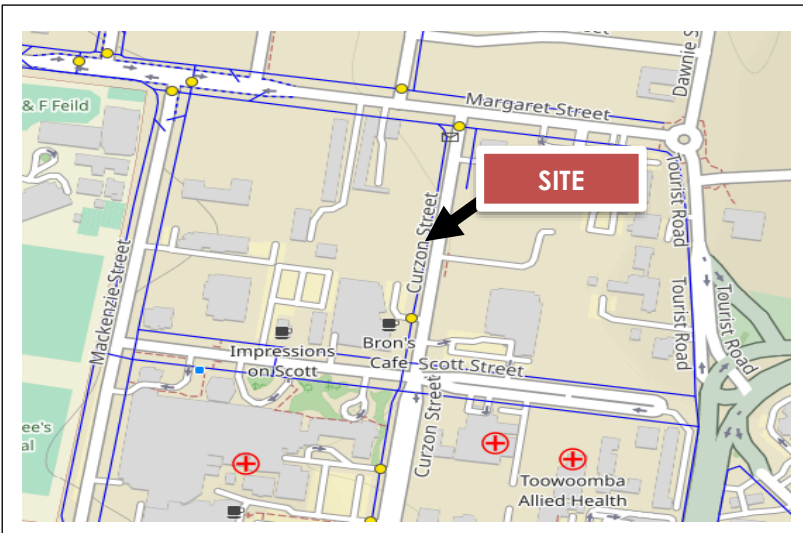 Dawnie S
& F Feild
Margaret Street
SITE
Tourist Road
Curzon Street
Mackenzie Street
Tourist Road
Tourist Road
Impressions
on Scott
Bron's
Cafe
Scott Street
ee's
al
Curzon Street
Toowoomba
Allied Health